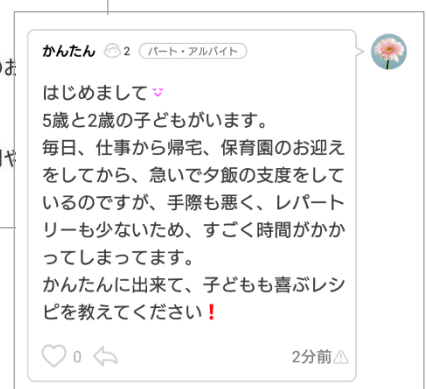 かんたん 2 パート・アルバイト
はじめまして
5歳と2歳の子どもがいます。
毎日、仕事から帰宅、保育園のお迎え
をしてから、急いで夕飯の支度をして
いるのですが、手際も悪く、レパート
リーも少ないため、すごく時間がかか
ってしまってます。
かんたんに出来て、子どもも喜ぶレシ
ピを教えてください❗
0 2分前